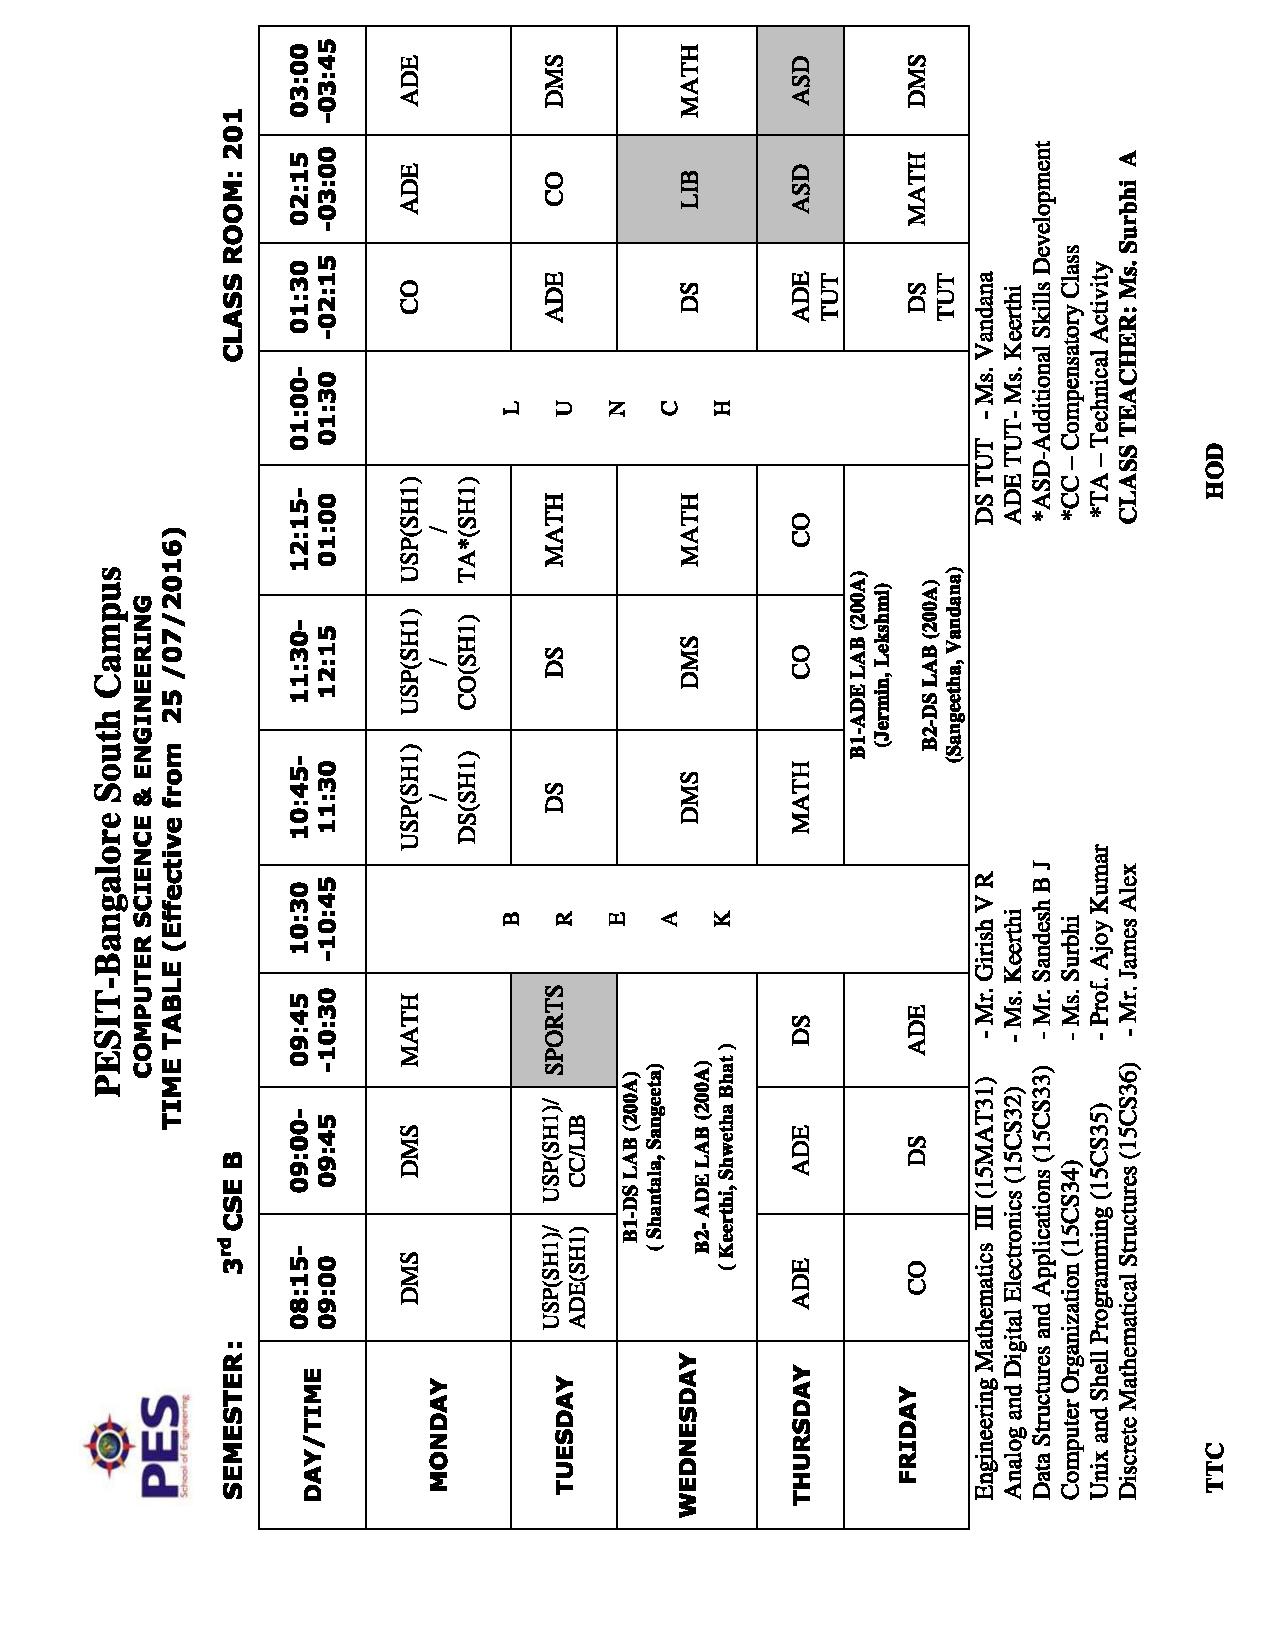 PES
School of Engineering
PESIT-Bangalore South Campus
COMPUTER SCIENCE & ENGINEERING
TIME TABLE (Effective from 25 /07/2016)
SEMESTER: 3rd CSE B CLASS ROOM: 201
DAY/TIME 08:15-09:00 09:00-09:45 09:45-10:30 10:30-10:45 10:45-11:30 11:30-12:15 12:15-01:00 01:00-01:30 01:30-02:15 02:15-03:00 03:00-03:45
MONDAY DMS DMS MATH USP(SH1)/DS(SH1) USP(SH1)/CO(SH1) USP(SH1)/TA*(SH1) CO ADE ADE
BREAK
LUNCH
TUESDAY USP(SH1)/ADE(SH1) USP(SH1)/CC/LIB SPORTS DS DS MATH ADE CO DMS
WEDNESDAY
B1-DS LAB (200A)
( Shantala, Sangeeta)
B2- ADE LAB (200A)
( Keerthi, Shwetha Bhat )
DMS DMS MATH DS LIB MATH
THURSDAY ADE ADE DS MATH CO CO ADE TUT ASD ASD
FRIDAY CO DS ADE
B1-ADE LAB (200A)
(Jermin, Lekshmi)
B2-DS LAB (200A)
(Sangeetha, Vandana)
DS TUT MATH DMS
Engineering Mathematics III (15MAT31) - Mr. Girish V R DS TUT - Ms. Vandana
Analog and Digital Electronics (15CS32) - Ms. Keerthi ADE TUT- Ms. Keerthi
Data Structures and Applications (15CS33) - Mr. Sandesh B J *ASD-Additional Skills Development
Computer Organization (15CS34) - Ms. Surbhi *CC – Compensatory Class
Unix and Shell Programming (15CS35) - Prof. Ajoy Kumar *TA – Technical Activity
Discrete Mathematical Structures (15CS36) - Mr. James Alex CLASS TEACHER: Ms. Surbhi A
TTC HOD